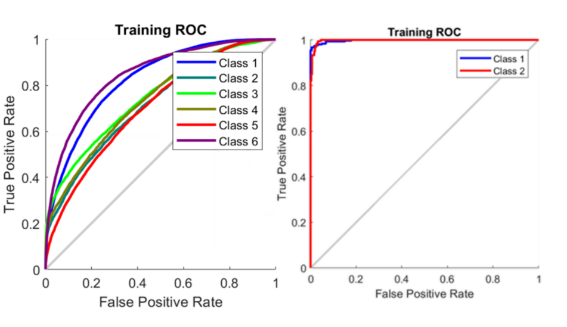 Training ROC
1
0.8
0.6
0.4
0.2
0
True Positive Rate
Class 1
Class 2
Class 3
Class 4
Class 5
Class 6
0 0.2 0.4 0.6 0.8 1
False Positive Rate
Training ROC
1
0.8
0.6
0.4
0.2
0
True Positive Rate
Class 1
Class 2
0 0.2 0.4 0.6 0.8 1
False Positive Rate